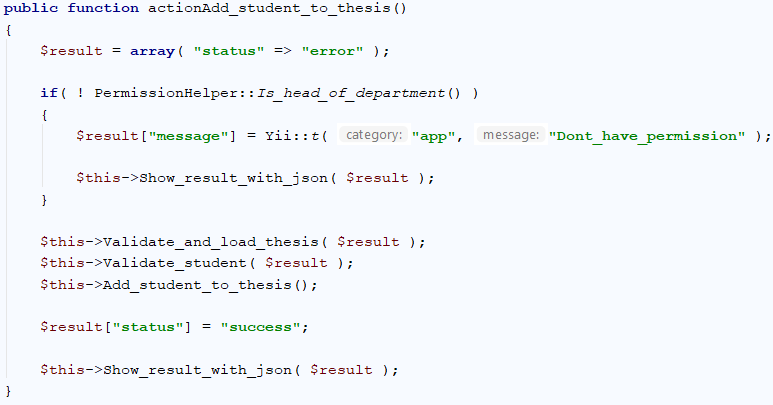 public function actionAdd_student_to_thesis()
{
    $result = array( "status" => "error" );
    if( ! PermissionHelper::Is_head_of_department() )
    {
        $result["message"] = Yii::t( category: "app", message: "Dont_have_permission" );
        $this->Show_result_with_json( $result );
    }
    $this->Validate_and_load_thesis( $result );
    $this->Validate_student( $result );
    $this->Add_student_to_thesis();
    $result["status"] = "success";
    $this->Show_result_with_json( $result );
}